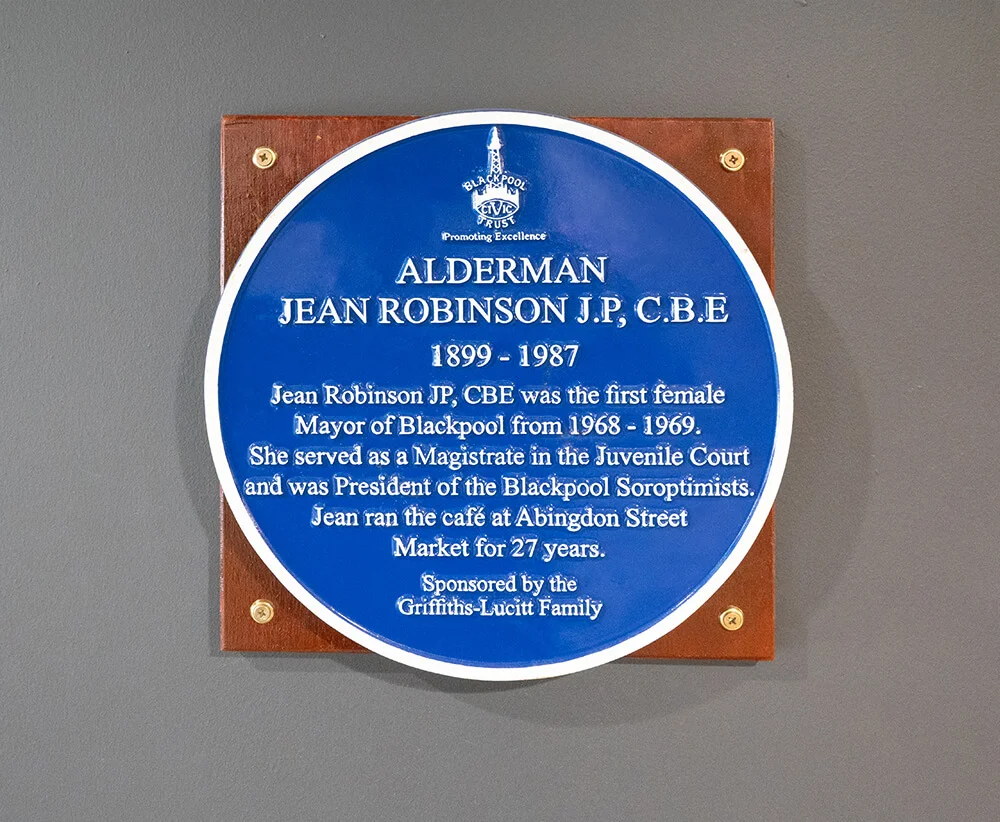 BLACKPOOL
CIVIC
TRUST
Promoting Excellence
ALDERMAN
JEAN ROBINSON J.P, C.B.E
1899 - 1987
Jean Robinson JP, CBE was the first female
Mayor of Blackpool from 1968 - 1969.
She served as a Magistrate in the Juvenile Court
and was President of the Blackpool Soroptimists.
Jean ran the café at Abingdon Street
Market for 27 years.
Sponsored by the
Griffiths-Lucitt Family